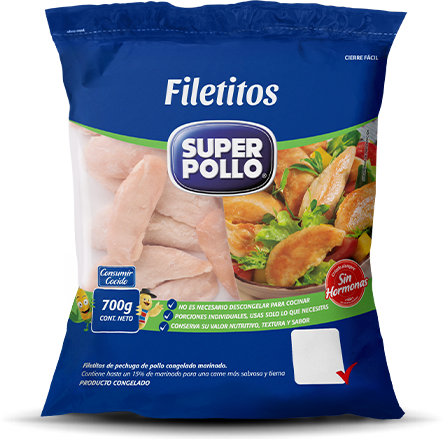 CIERRE FÁCIL
Filetitos
SUPER
POLLO®
Consumir
Cocido
700g
CONT. NETO
Sin
Hormonas
NO ES NECESARIO DESCONGELAR PARA COCINAR
PORCIONES INDIVIDUALES, USAS SOLO LO QUE NECESITAS
CONSERVA SU VALOR NUTRITIVO, TEXTURA Y SABOR
Filetitos de pechuga de pollo congelado marinado.
Contiene hasta un 15% de marinado para una carne más sabrosa y tierna
PRODUCTO CONGELADO